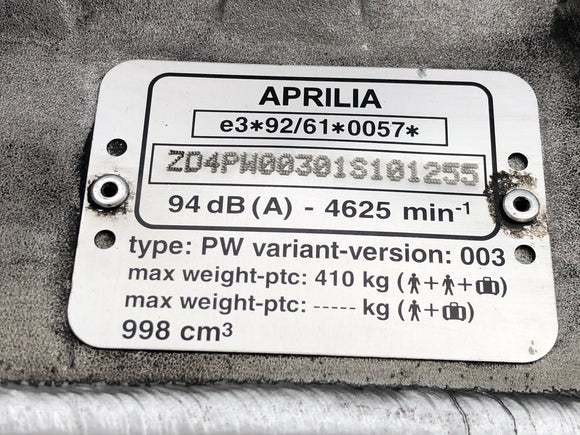 APRILIA
e3*92/61*0057*
ZD4PW00301S101255
94 dB (A) - 4625 min-1
type: PW variant-version: 003
max weight-ptc: 410 kg (🚶+🚶+💼)
max weight-ptc: ----- kg (🚶+💼)
998 cm³